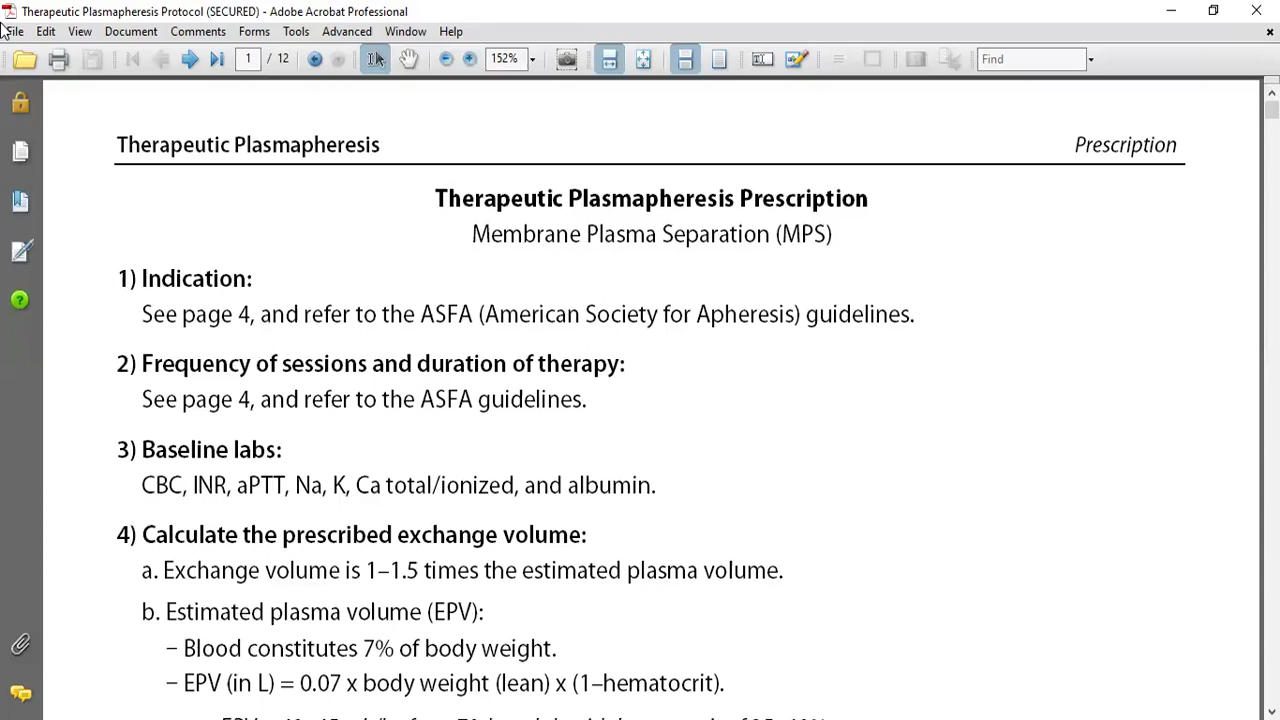 Therapeutic Plasmapheresis Protocol (SECURED) - Adobe Acrobat Professional
File Edit View Document Comments Forms Tools Advanced Window Help
1 / 12 152% Find
Therapeutic Plasmapheresis Prescription
Therapeutic Plasmapheresis Prescription
Membrane Plasma Separation (MPS)
1) Indication:
See page 4, and refer to the ASFA (American Society for Apheresis) guidelines.
2) Frequency of sessions and duration of therapy:
See page 4, and refer to the ASFA guidelines.
3) Baseline labs:
CBC, INR, aPTT, Na, K, Ca total/ionized, and albumin.
4) Calculate the prescribed exchange volume:
a. Exchange volume is 1–1.5 times the estimated plasma volume.
b. Estimated plasma volume (EPV):
– Blood constitutes 7% of body weight.
– EPV (in L) = 0.07 x body weight (lean) x (1–hematocrit).